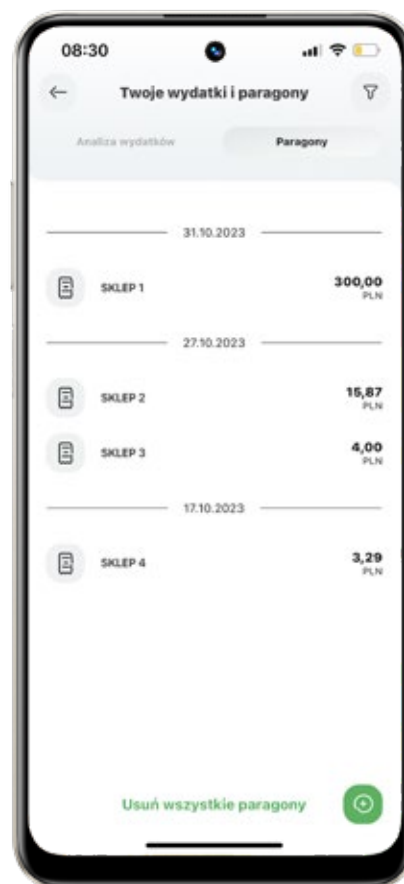 08:30
Twoje wydatki i paragony
Analiza wydatków
Paragony
31.10.2023
SKLEP 1
300,00
PLN
27.10.2023
SKLEP 2
15,87
PLN
SKLEP 3
4,00
PLN
17.10.2023
SKLEP 4
3,29
PLN
Usuń wszystkie paragony